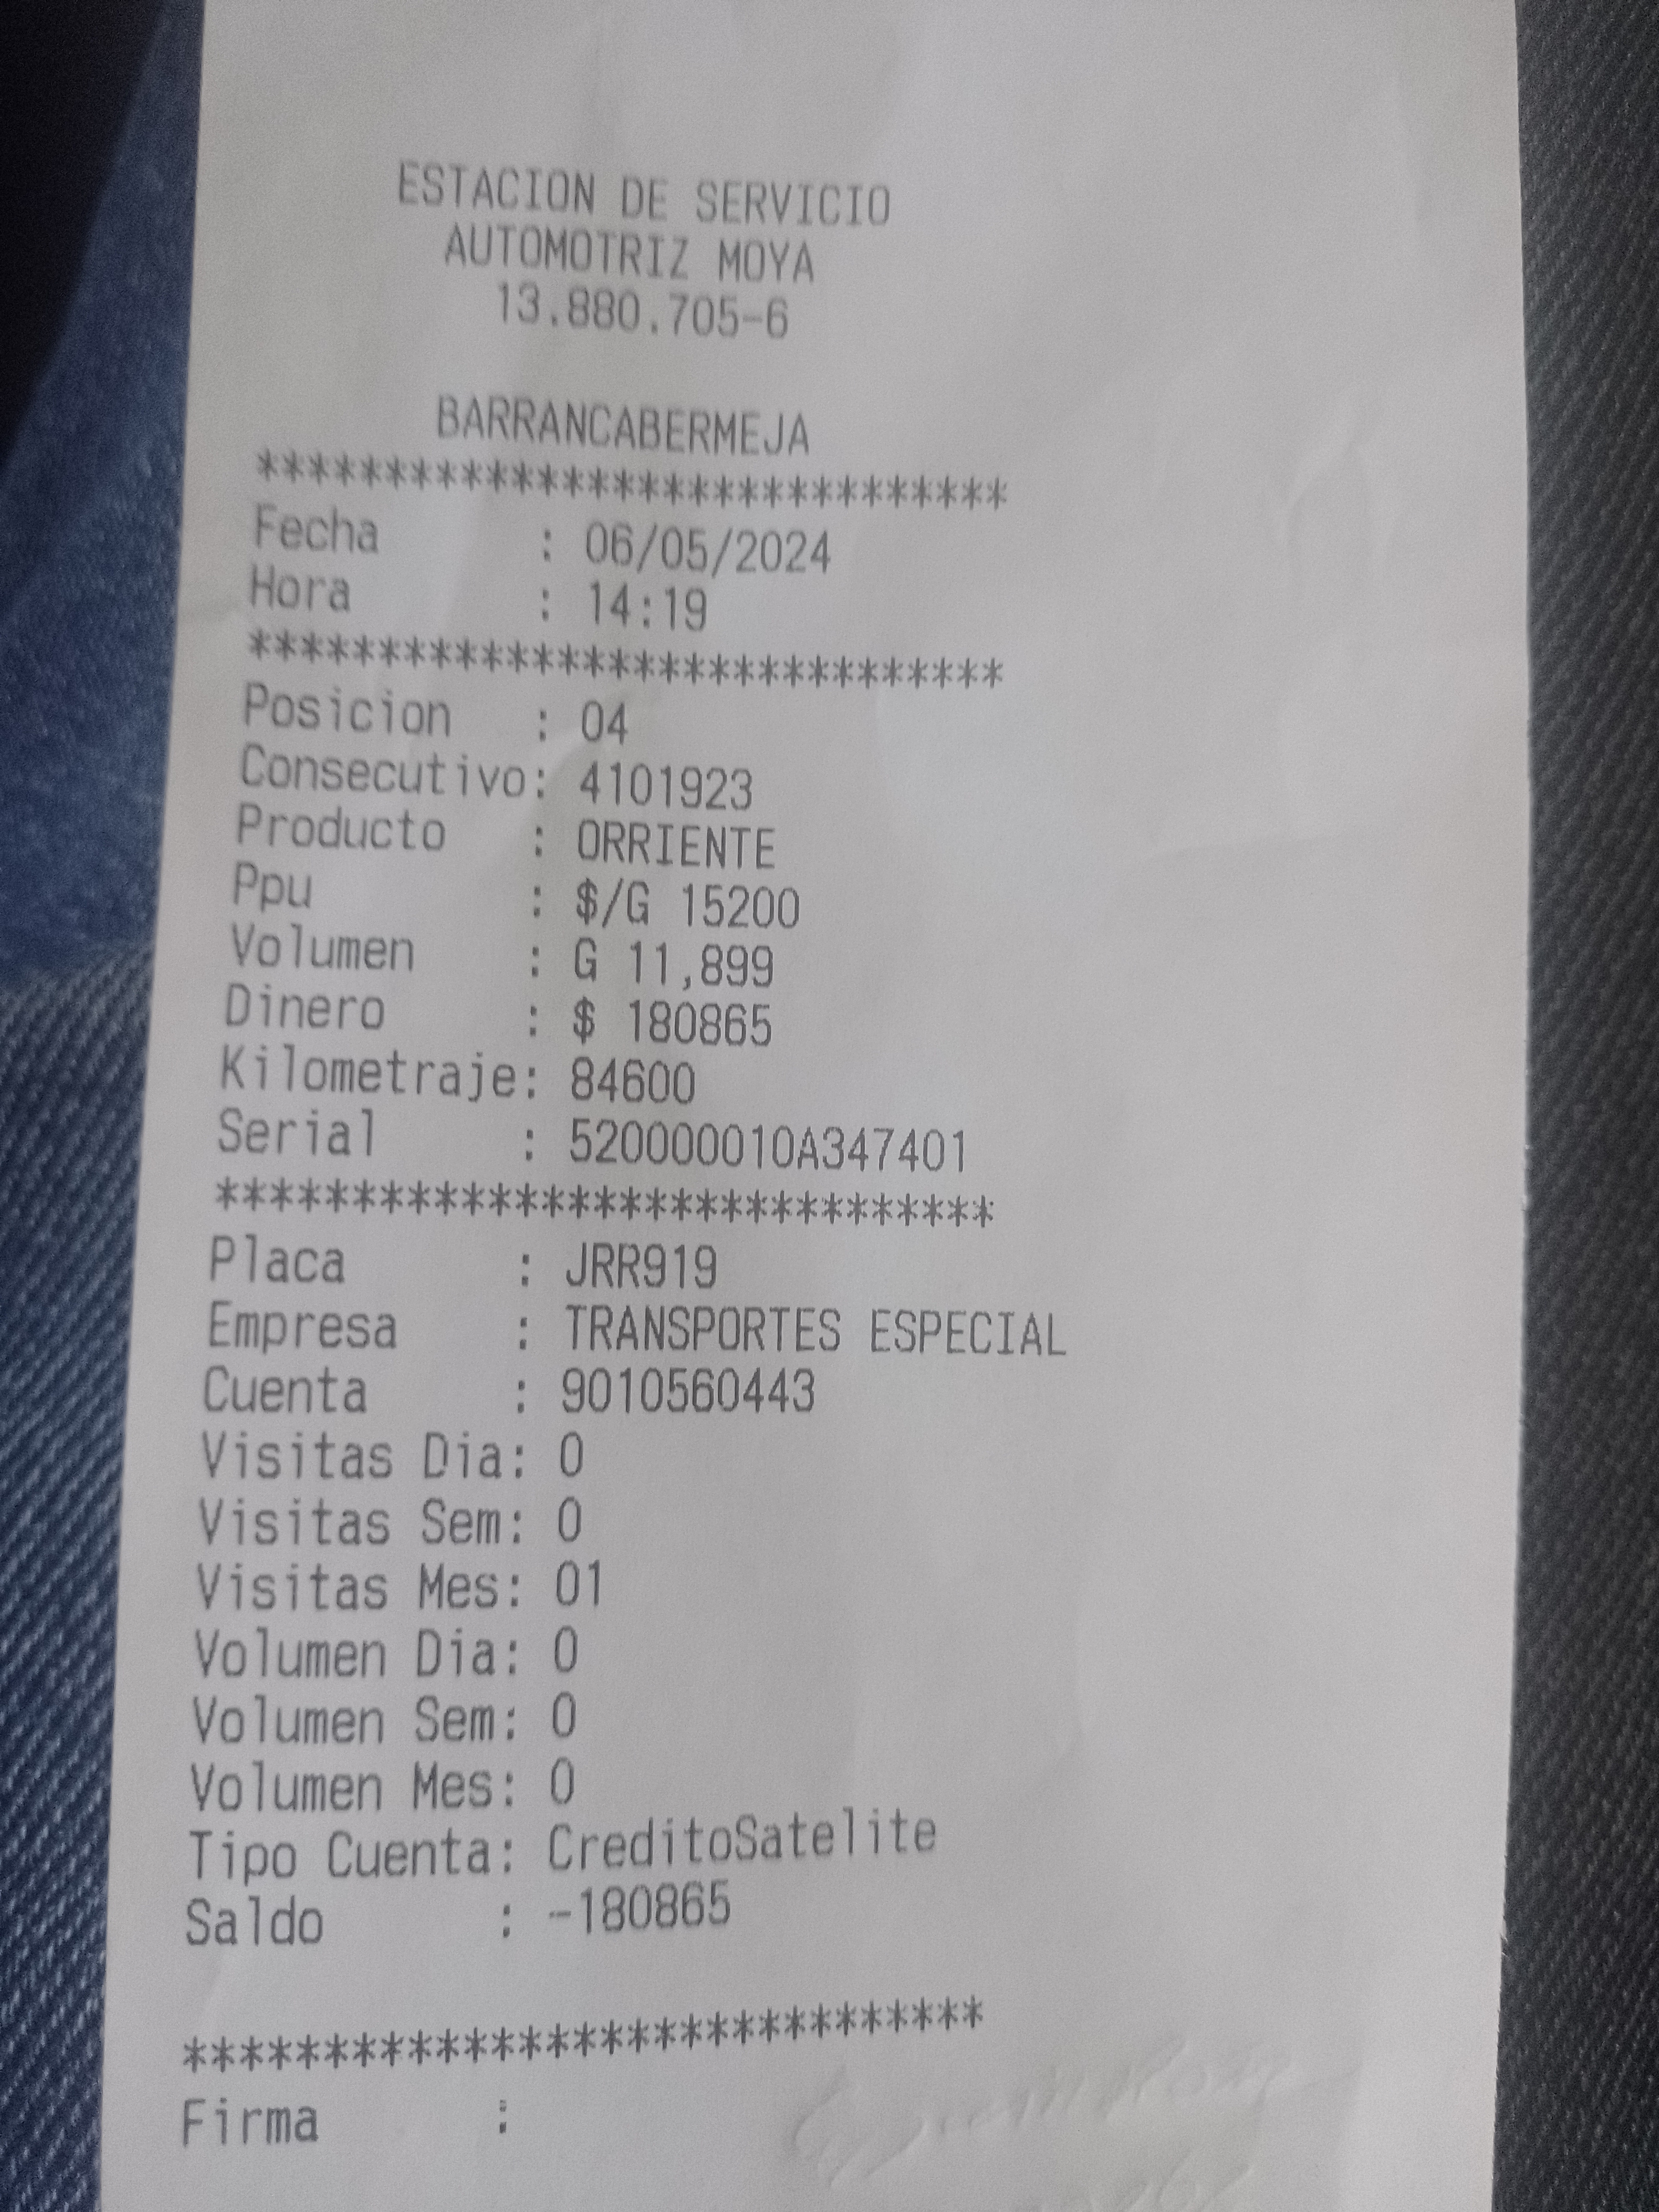 ESTACION DE SERVICIO
AUTOMOTRIZ MOYA
13.880.705-6
BARRANCABERMEJA
******************************
Fecha : 06/05/2024
Hora : 14:19
******************************
Posicion : 04
Consecutivo: 4101923
Producto : ORRIENTE
Ppu : $/G 15200
Volumen : G 11,899
Dinero : $ 180865
Kilometraje: 84600
Serial : 520000010A347401
******************************
Placa : JRR919
Empresa : TRANSPORTES ESPECIAL
Cuenta : 9010560443
Visitas Dia: 0
Visitas Sem: 0
Visitas Mes: 01
Volumen Dia: 0
Volumen Sem: 0
Volumen Mes: 0
Tipo Cuenta: CreditoSatelite
Saldo : -180865
******************************
Firma :